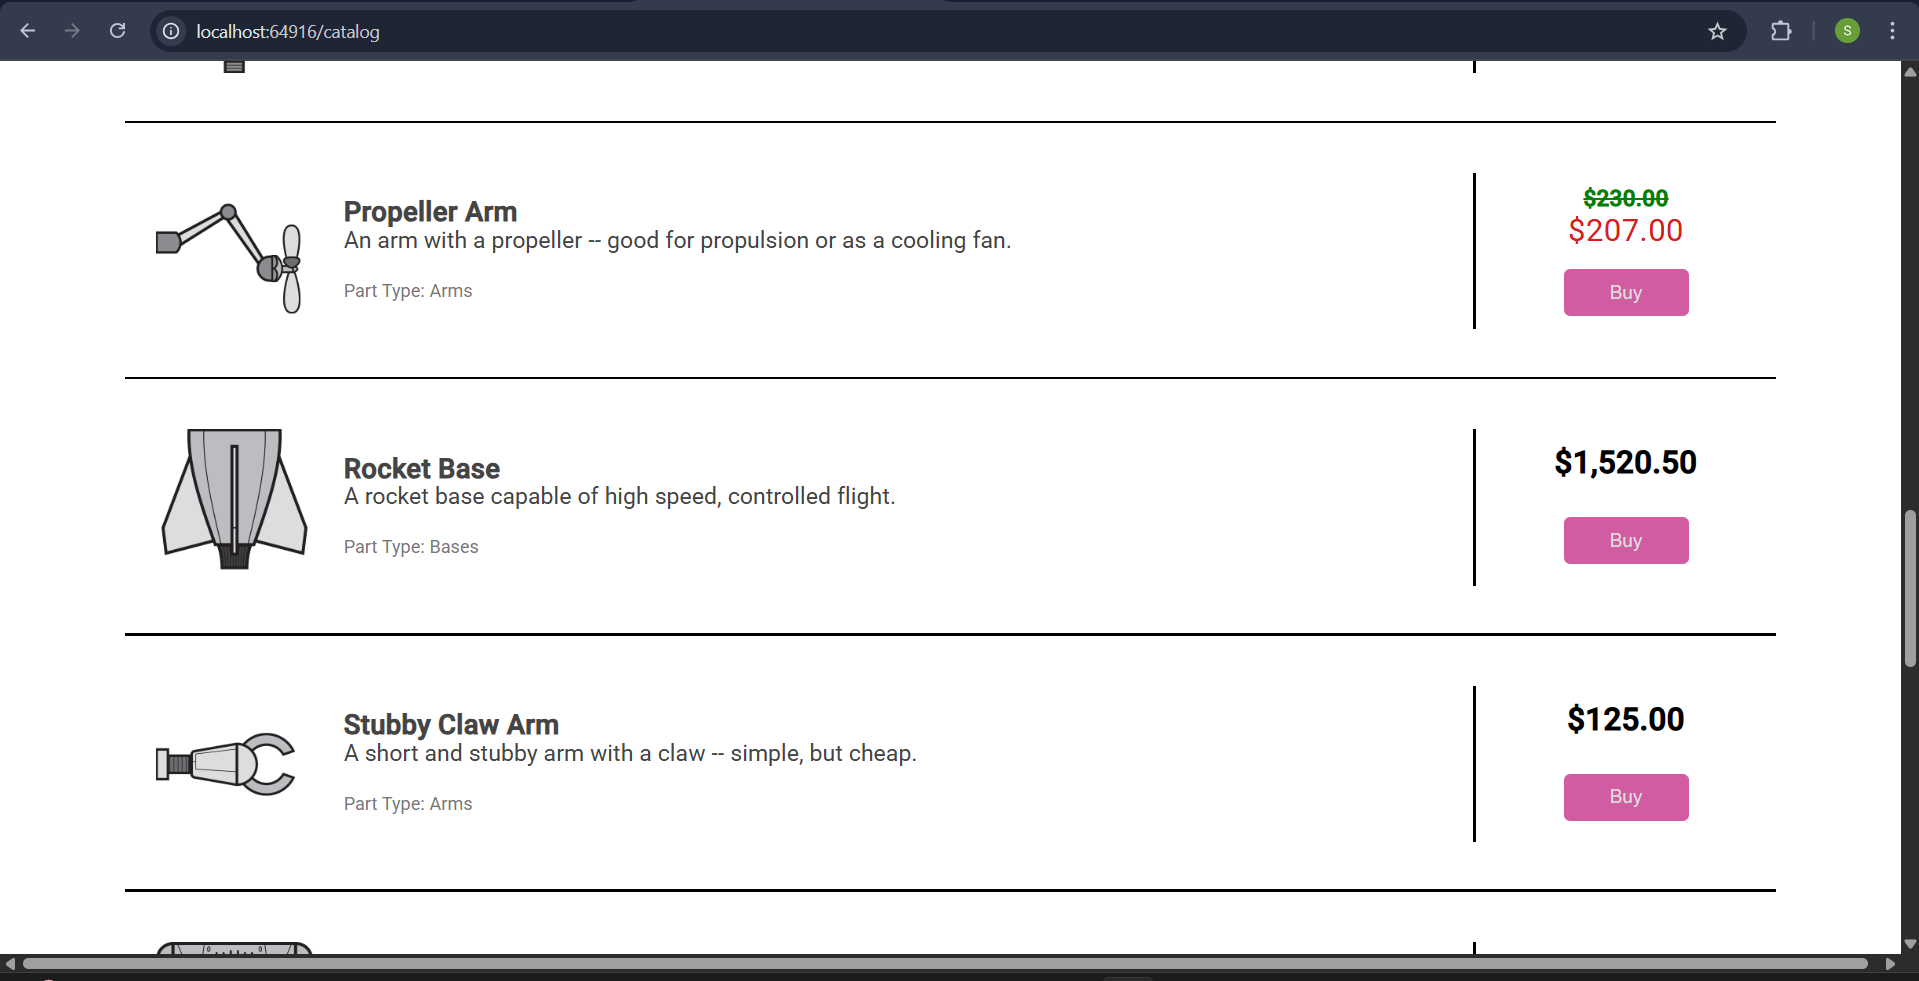 localhost:64916/catalog
S
Propeller Arm
An arm with a propeller -- good for propulsion or as a cooling fan.
Part Type: Arms
$230.00
$207.00
Buy
Rocket Base
A rocket base capable of high speed, controlled flight.
Part Type: Bases
$1,520.50
Buy
Stubby Claw Arm
A short and stubby arm with a claw -- simple, but cheap.
Part Type: Arms
$125.00
Buy